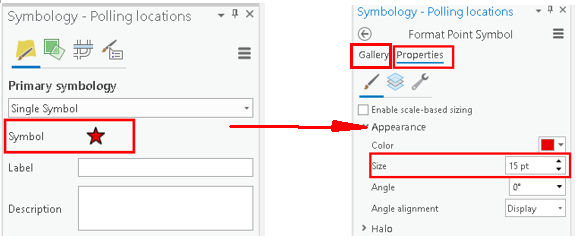 Symbology - Polling locations
Primary symbology
Single Symbol
Symbol
Label
Description
Symbology - Polling locations
Format Point Symbol
Gallery Properties
Enable scale-based sizing
Appearance
Color
Size 15 pt
Angle 0°
Angle alignment Display
Halo